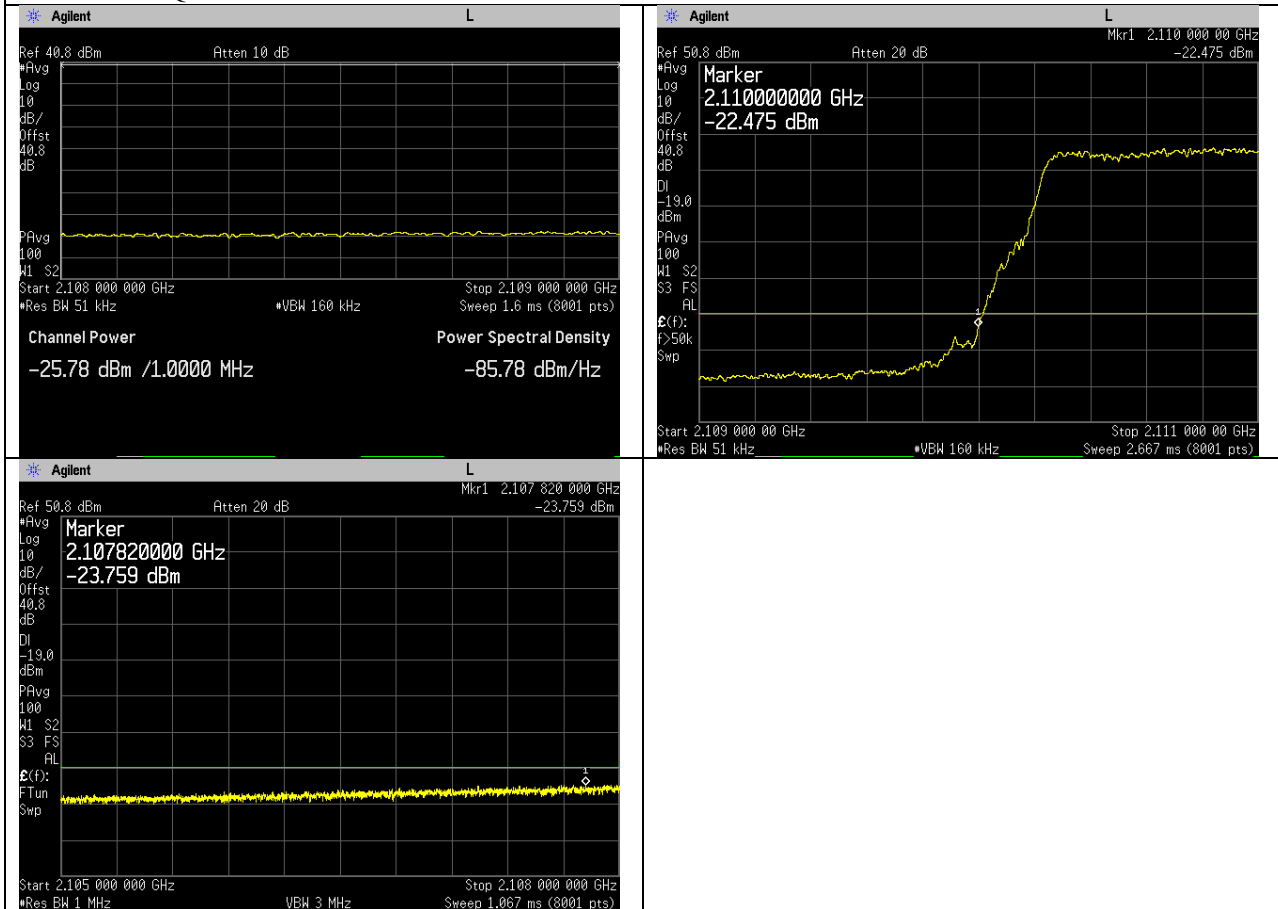 Agilent L
Ref 40.8 dBm Atten 10 dB
#Avg
Log
10
dB/
Offst
40.8
dB
PAvg
100
W1 S2
Start 2.108 000 000 GHz Stop 2.109 000 000 GHz
#Res BW 51 kHz #VBW 160 kHz Sweep 1.6 ms (8001 pts)
Channel Power Power Spectral Density
-25.78 dBm /1.0000 MHz -85.78 dBm/Hz
Agilent L
Mkr1 2.110 000 00 GHz
Ref 50.8 dBm Atten 20 dB -22.475 dBm
#Avg
Log
10
dB/
Offst
40.8
dB
DI
-19.0
dBm
PAvg
100
W1 S2
S3 FS
AL
£(f):
f>50k
Swp
Marker
2.110000000 GHz
-22.475 dBm
1
Start 2.109 000 00 GHz Stop 2.111 000 00 GHz
#Res BW 51 kHz #VBW 160 kHz Sweep 2.667 ms (8001 pts)
Agilent L
Mkr1 2.107 820 000 GHz
Ref 50.8 dBm Atten 20 dB -23.759 dBm
#Avg
Log
10
dB/
Offst
40.8
dB
DI
-19.0
dBm
PAvg
100
W1 S2
S3 FS
AL
£(f):
FTun
Swp
Marker
2.107820000 GHz
-23.759 dBm
1
Start 2.105 000 000 GHz Stop 2.108 000 000 GHz
#Res BW 1 MHz VBW 3 MHz Sweep 1.067 ms (8001 pts)